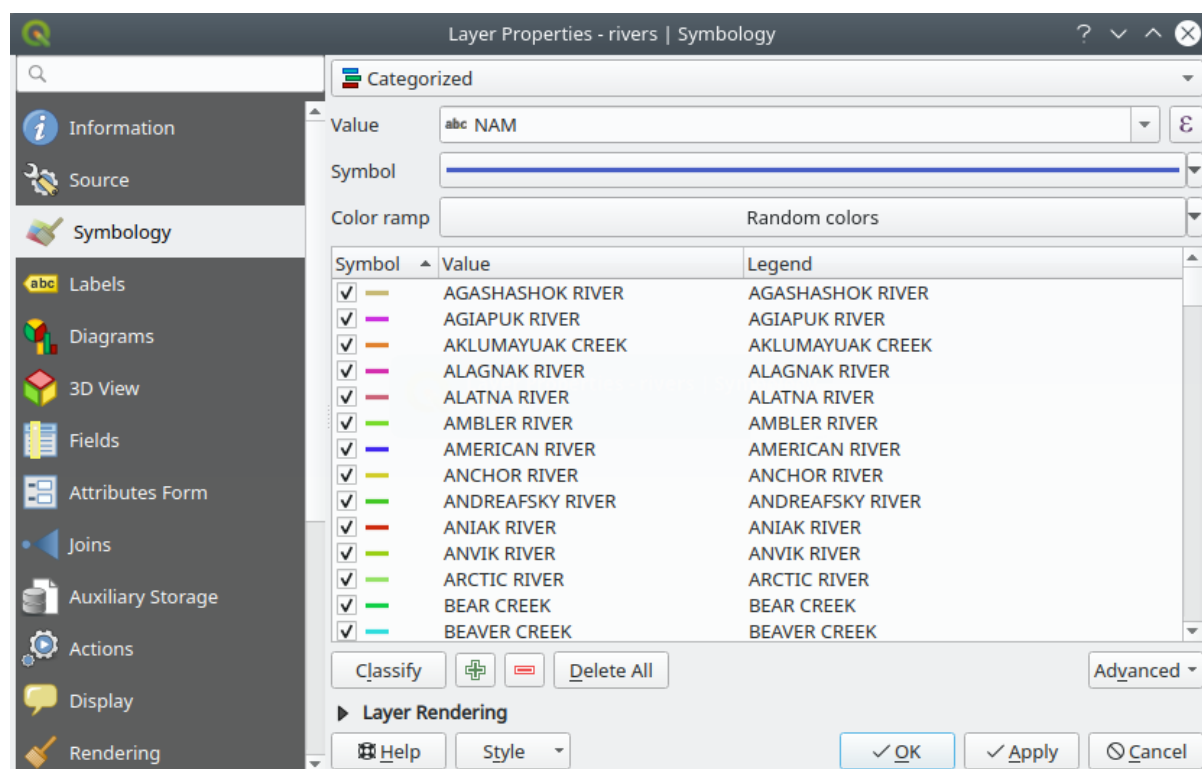 Layer Properties - rivers | Symbology
?
Categorized
Information
Value abc NAM ε
Source
Symbol
Symbology
Color ramp Random colors
Symbol Value Legend
abc Labels
AGASHASHOK RIVER AGASHASHOK RIVER
AGIAPUK RIVER AGIAPUK RIVER
Diagrams
AKLUMAYUAK CREEK AKLUMAYUAK CREEK
ALAGNAK RIVER ALAGNAK RIVER
3D View
ALATNA RIVER ALATNA RIVER
AMBLER RIVER AMBLER RIVER
Fields
AMERICAN RIVER AMERICAN RIVER
ANCHOR RIVER ANCHOR RIVER
Attributes Form
ANDREAFSKY RIVER ANDREAFSKY RIVER
ANIAK RIVER ANIAK RIVER
Joins
ANVIK RIVER ANVIK RIVER
ARCTIC RIVER ARCTIC RIVER
Auxiliary Storage
BEAR CREEK BEAR CREEK
BEAVER CREEK BEAVER CREEK
Actions
Classify Delete All Advanced
Display
Layer Rendering
Rendering
Help Style OK Apply Cancel